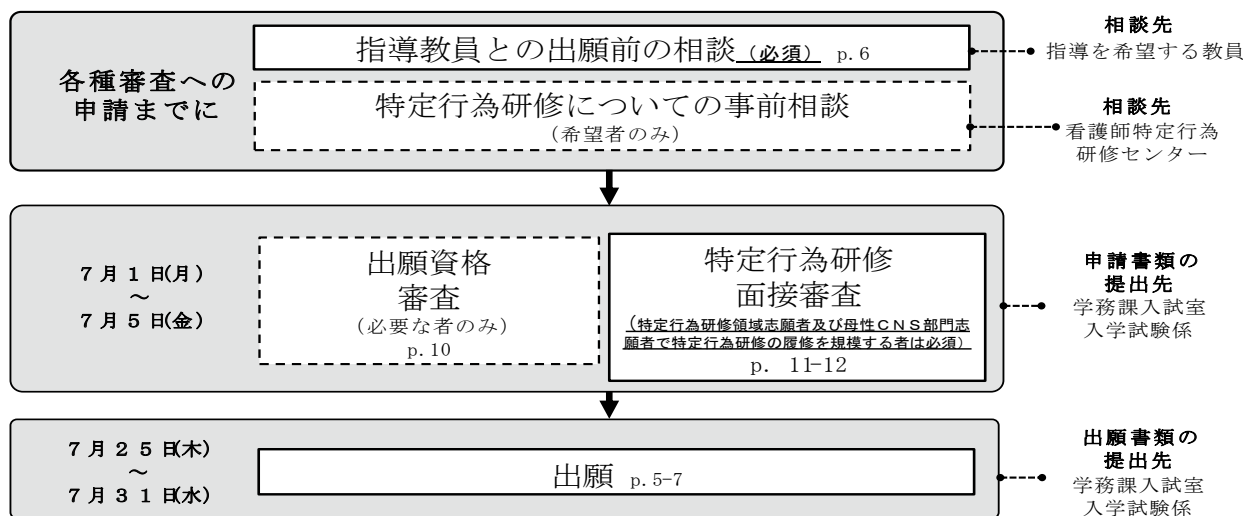 各種審査への
申請までに
指導教員との出願前の相談（必須） p.6
特定行為研修についての事前相談
(希望者のみ)
相談先
指導を希望する教員
相談先
看護師特定行為
研修センター
7月1日(月)
～
7月5日(金)
出願資格
審査
(必要な者のみ)
p.10
特定行為研修
面接審査
(特定行為研修領域志願者及び母性CNS部門志
願者で特定行為研修の履修を規模する者は必須)
p. 11-12
申請書類の
提出先
学務課入試室
入学試験係
7月25日(木)
～
7月31日(水)
出願 p.5-7
出願書類の
提出先
学務課入試室
入学試験係